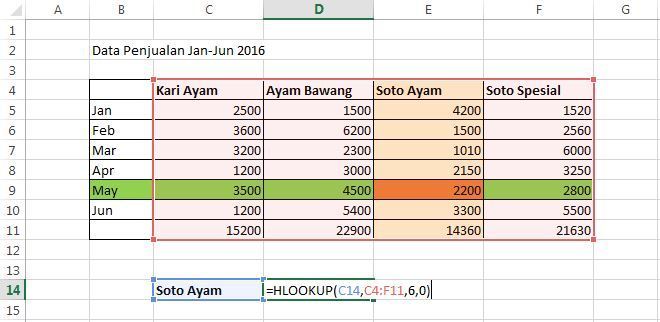 A B C D E F G
1
2 Data Penjualan Jan-Jun 2016
3
4 Kari Ayam Ayam Bawang Soto Ayam Soto Spesial
5 Jan 2500 1500 4200 1520
6 Feb 3600 6200 1500 2560
7 Mar 3200 2300 1010 6000
8 Apr 1200 3000 2150 3250
9 May 3500 4500 2200 2800
10 Jun 1200 5400 3300 5500
11 15200 22900 14360 21630
12
13
14 Soto Ayam =HLOOKUP(C14,C4:F11,6,0)
15